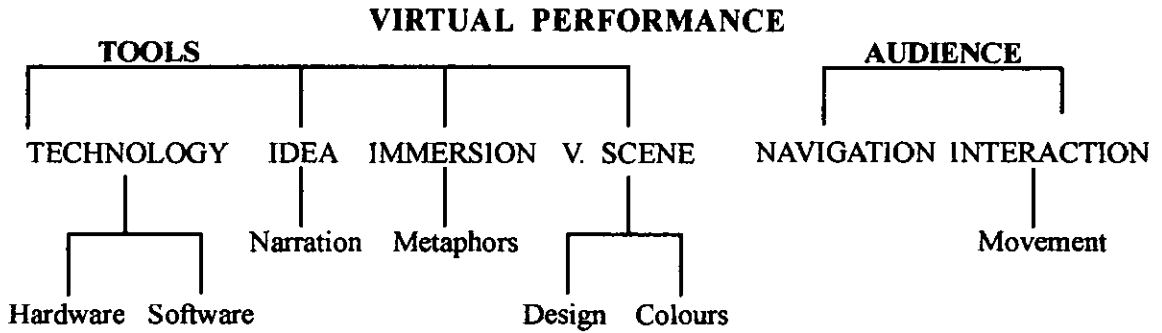 VIRTUAL PERFORMANCE
TOOLS AUDIENCE
TECHNOLOGY IDEA IMMERSION V. SCENE NAVIGATION INTERACTION
Narration Metaphors Movement
Hardware Software Design Colours